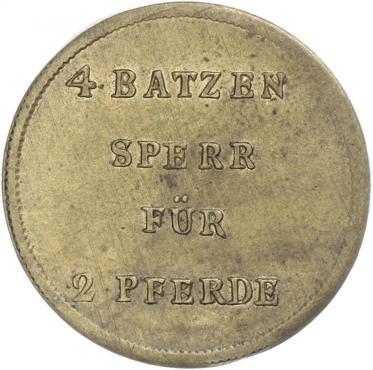 4 BATZEN
SPERR
FÜR
2 PFERDE